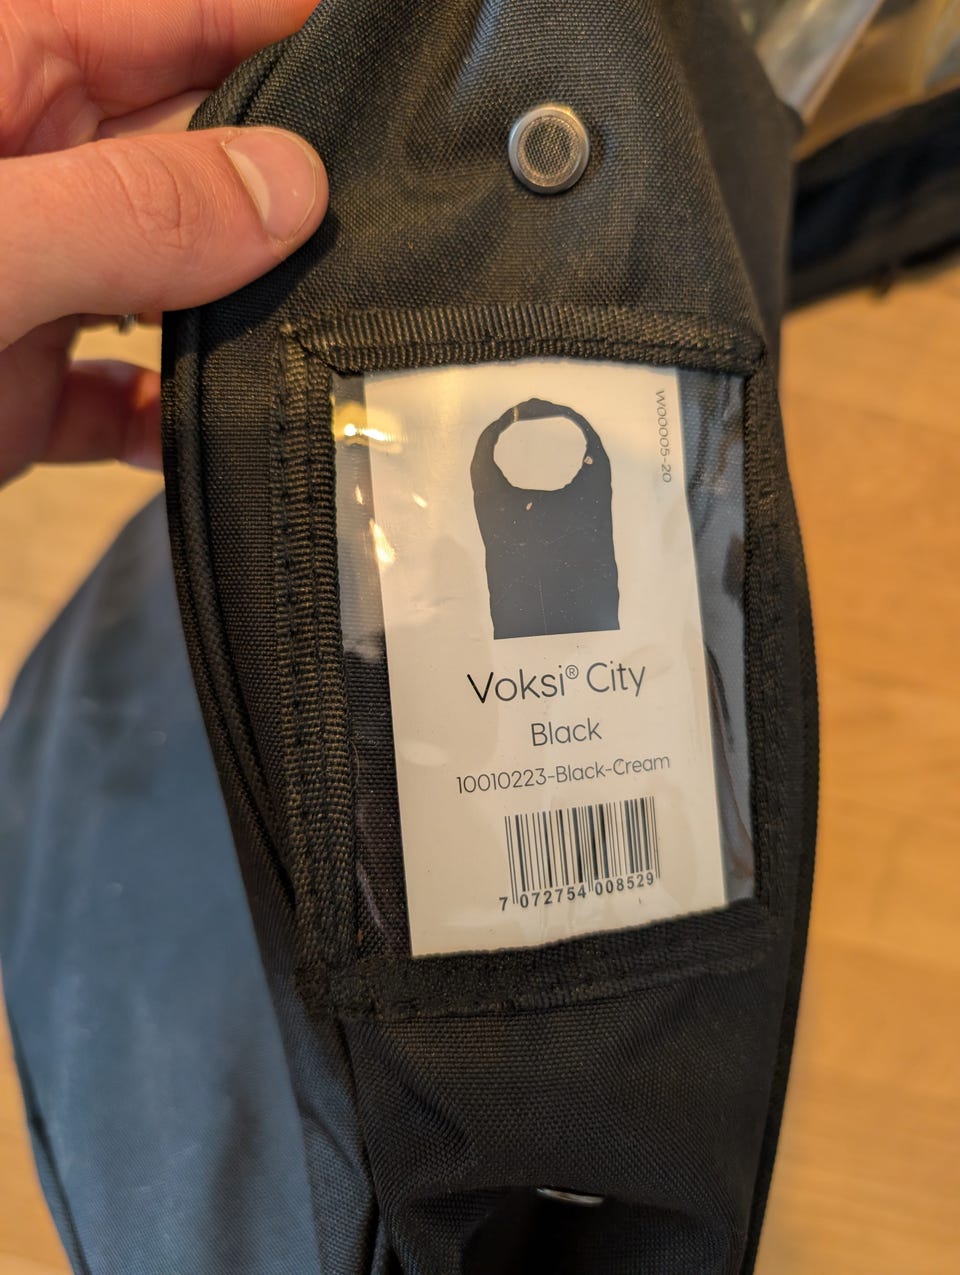 W00005-20
Voksi® City
Black
10010223-Black-Cream
7 072754 008529